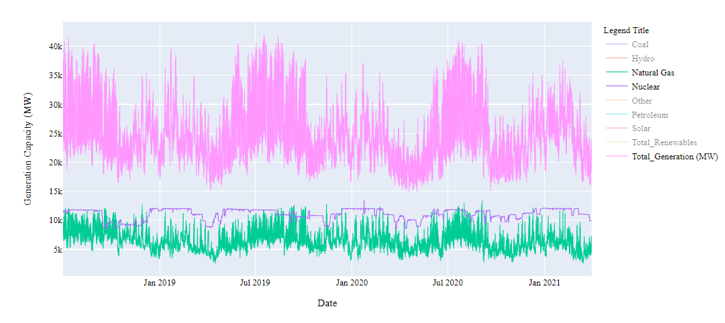 Generation Capacity (MW)
40k
35k
30k
25k
20k
15k
10k
5k
Jan 2019
Jul 2019
Jan 2020
Jul 2020
Jan 2021
Date
Legend Title
Coal
Hydro
Natural Gas
Nuclear
Other
Petroleum
Solar
Total_Renewables
Total_Generation (MW)